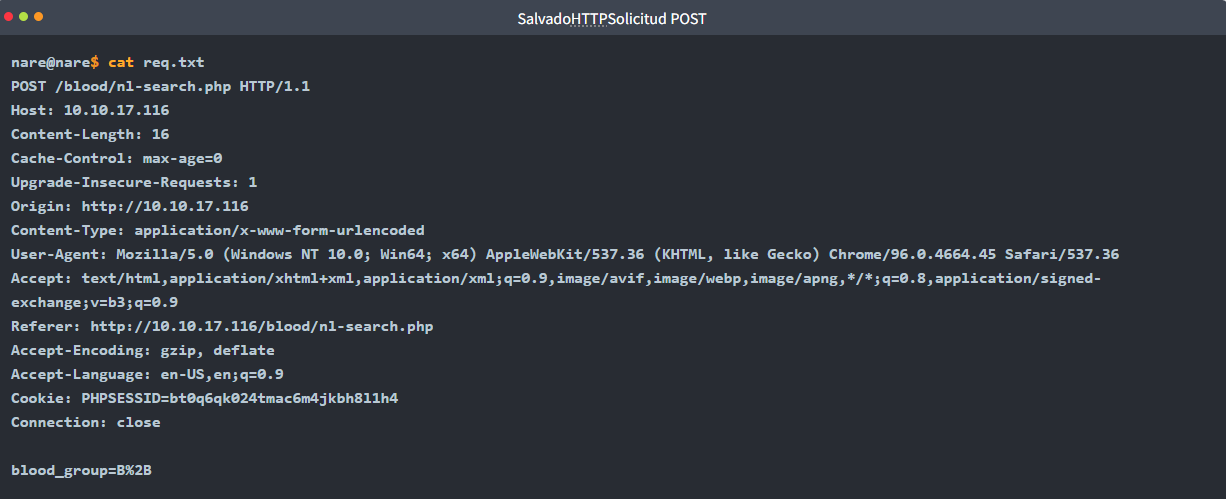 SalvadoHTTPSolicitud POST
nare@nare$ cat req.txt
POST /blood/nl-search.php HTTP/1.1
Host: 10.10.17.116
Content-Length: 16
Cache-Control: max-age=0
Upgrade-Insecure-Requests: 1
Origin: http://10.10.17.116
Content-Type: application/x-www-form-urlencoded
User-Agent: Mozilla/5.0 (Windows NT 10.0; Win64; x64) AppleWebKit/537.36 (KHTML, like Gecko) Chrome/96.0.4664.45 Safari/537.36
Accept: text/html,application/xhtml+xml,application/xml;q=0.9,image/avif,image/webp,image/apng,*/*;q=0.8,application/signed-
exchange;v=b3;q=0.9
Referer: http://10.10.17.116/blood/nl-search.php
Accept-Encoding: gzip, deflate
Accept-Language: en-US,en;q=0.9
Cookie: PHPSESSID=bt0q6qk024tmac6m4jkbh8l1h4
Connection: close
blood_group=B%2B